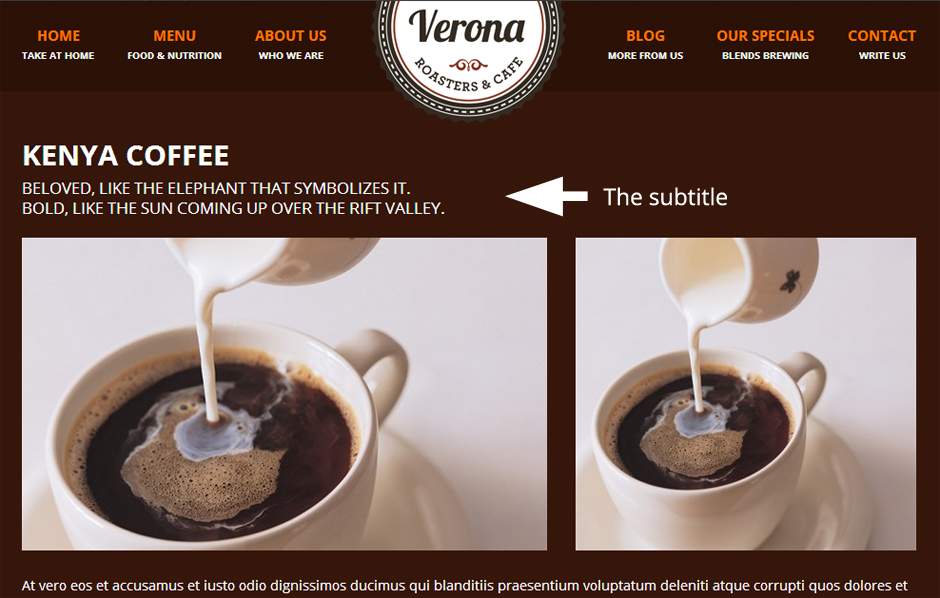 HOME
TAKE AT HOME
MENU
FOOD & NUTRITION
ABOUT US
WHO WE ARE
Verona
ROASTERS & CAFE
BLOG
MORE FROM US
OUR SPECIALS
BLENDS BREWING
CONTACT
WRITE US
KENYA COFFEE
BELOVED, LIKE THE ELEPHANT THAT SYMBOLIZES IT.
BOLD, LIKE THE SUN COMING UP OVER THE RIFT VALLEY.
The subtitle
At vero eos et accusamus et iusto odio dignissimos ducimus qui blanditiis praesentium voluptatum deleniti atque corrupti quos dolores et